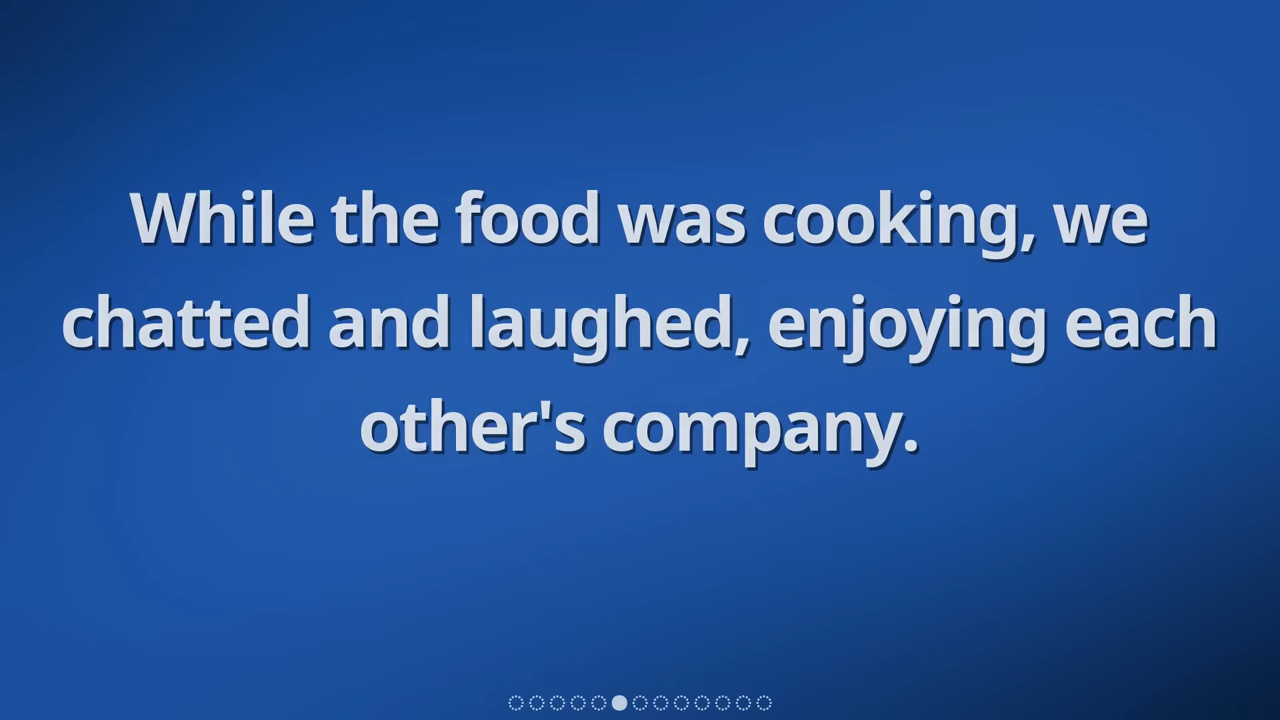 While the food was cooking, we
chatted and laughed, enjoying each
other's company.